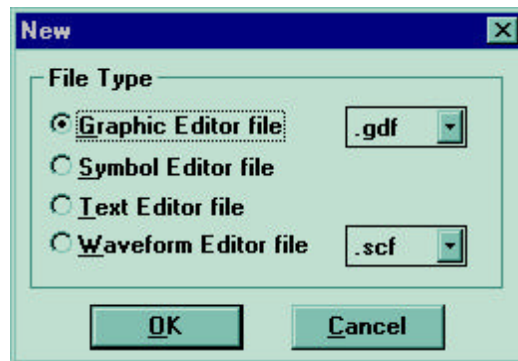 New
File Type
Graphic Editor file .gdf
Symbol Editor file
Text Editor file
Waveform Editor file .scf
OK Cancel